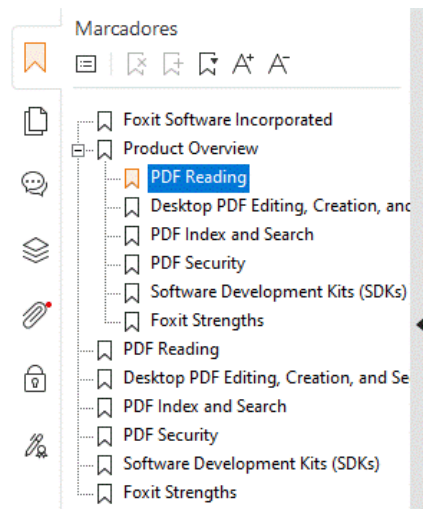 Marcadores
A+ A-
Foxit Software Incorporated
Product Overview
PDF Reading
Desktop PDF Editing, Creation, and
PDF Index and Search
PDF Security
Software Development Kits (SDKs)
Foxit Strengths
PDF Reading
Desktop PDF Editing, Creation, and Se
PDF Index and Search
PDF Security
Software Development Kits (SDKs)
Foxit Strengths